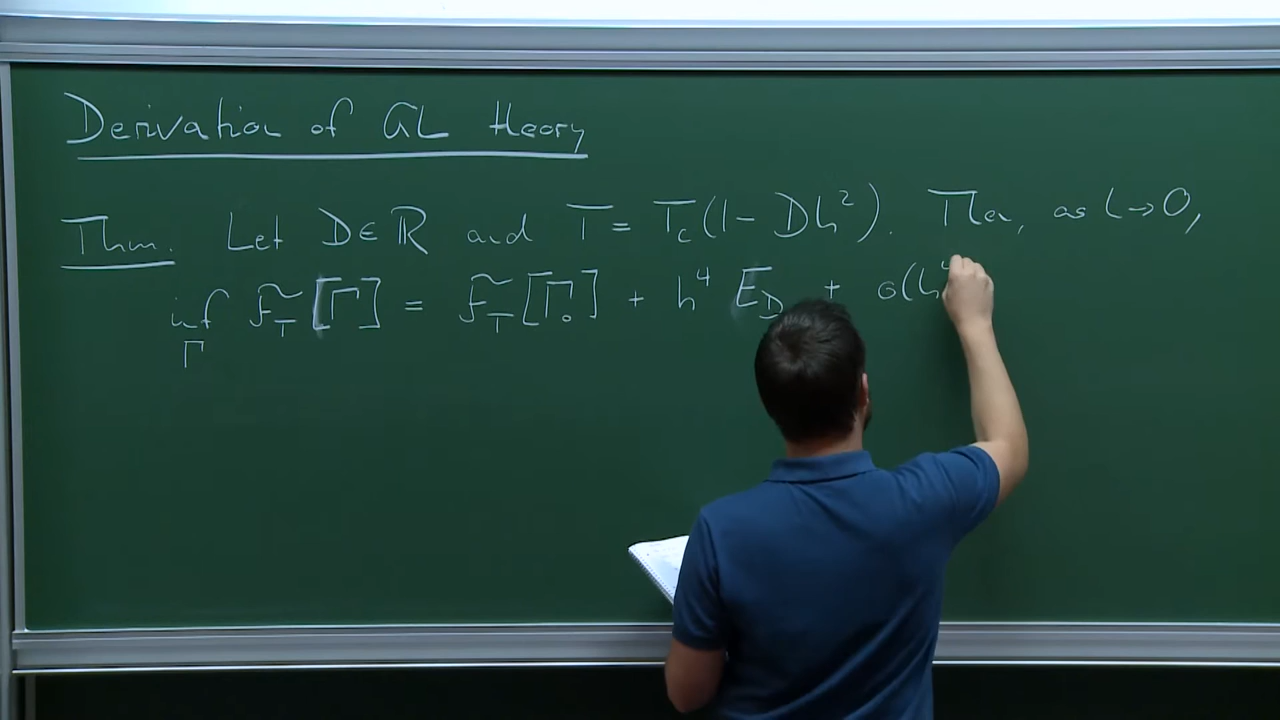 Derivation of GL theory
Thm. Let D∈ℝ and T = T_c(1 - Dh²). Then, as h→0,
inf_Γ F̃_T[Γ] = F̃_T[Γ₀] + h⁴ E_D + o(h⁴